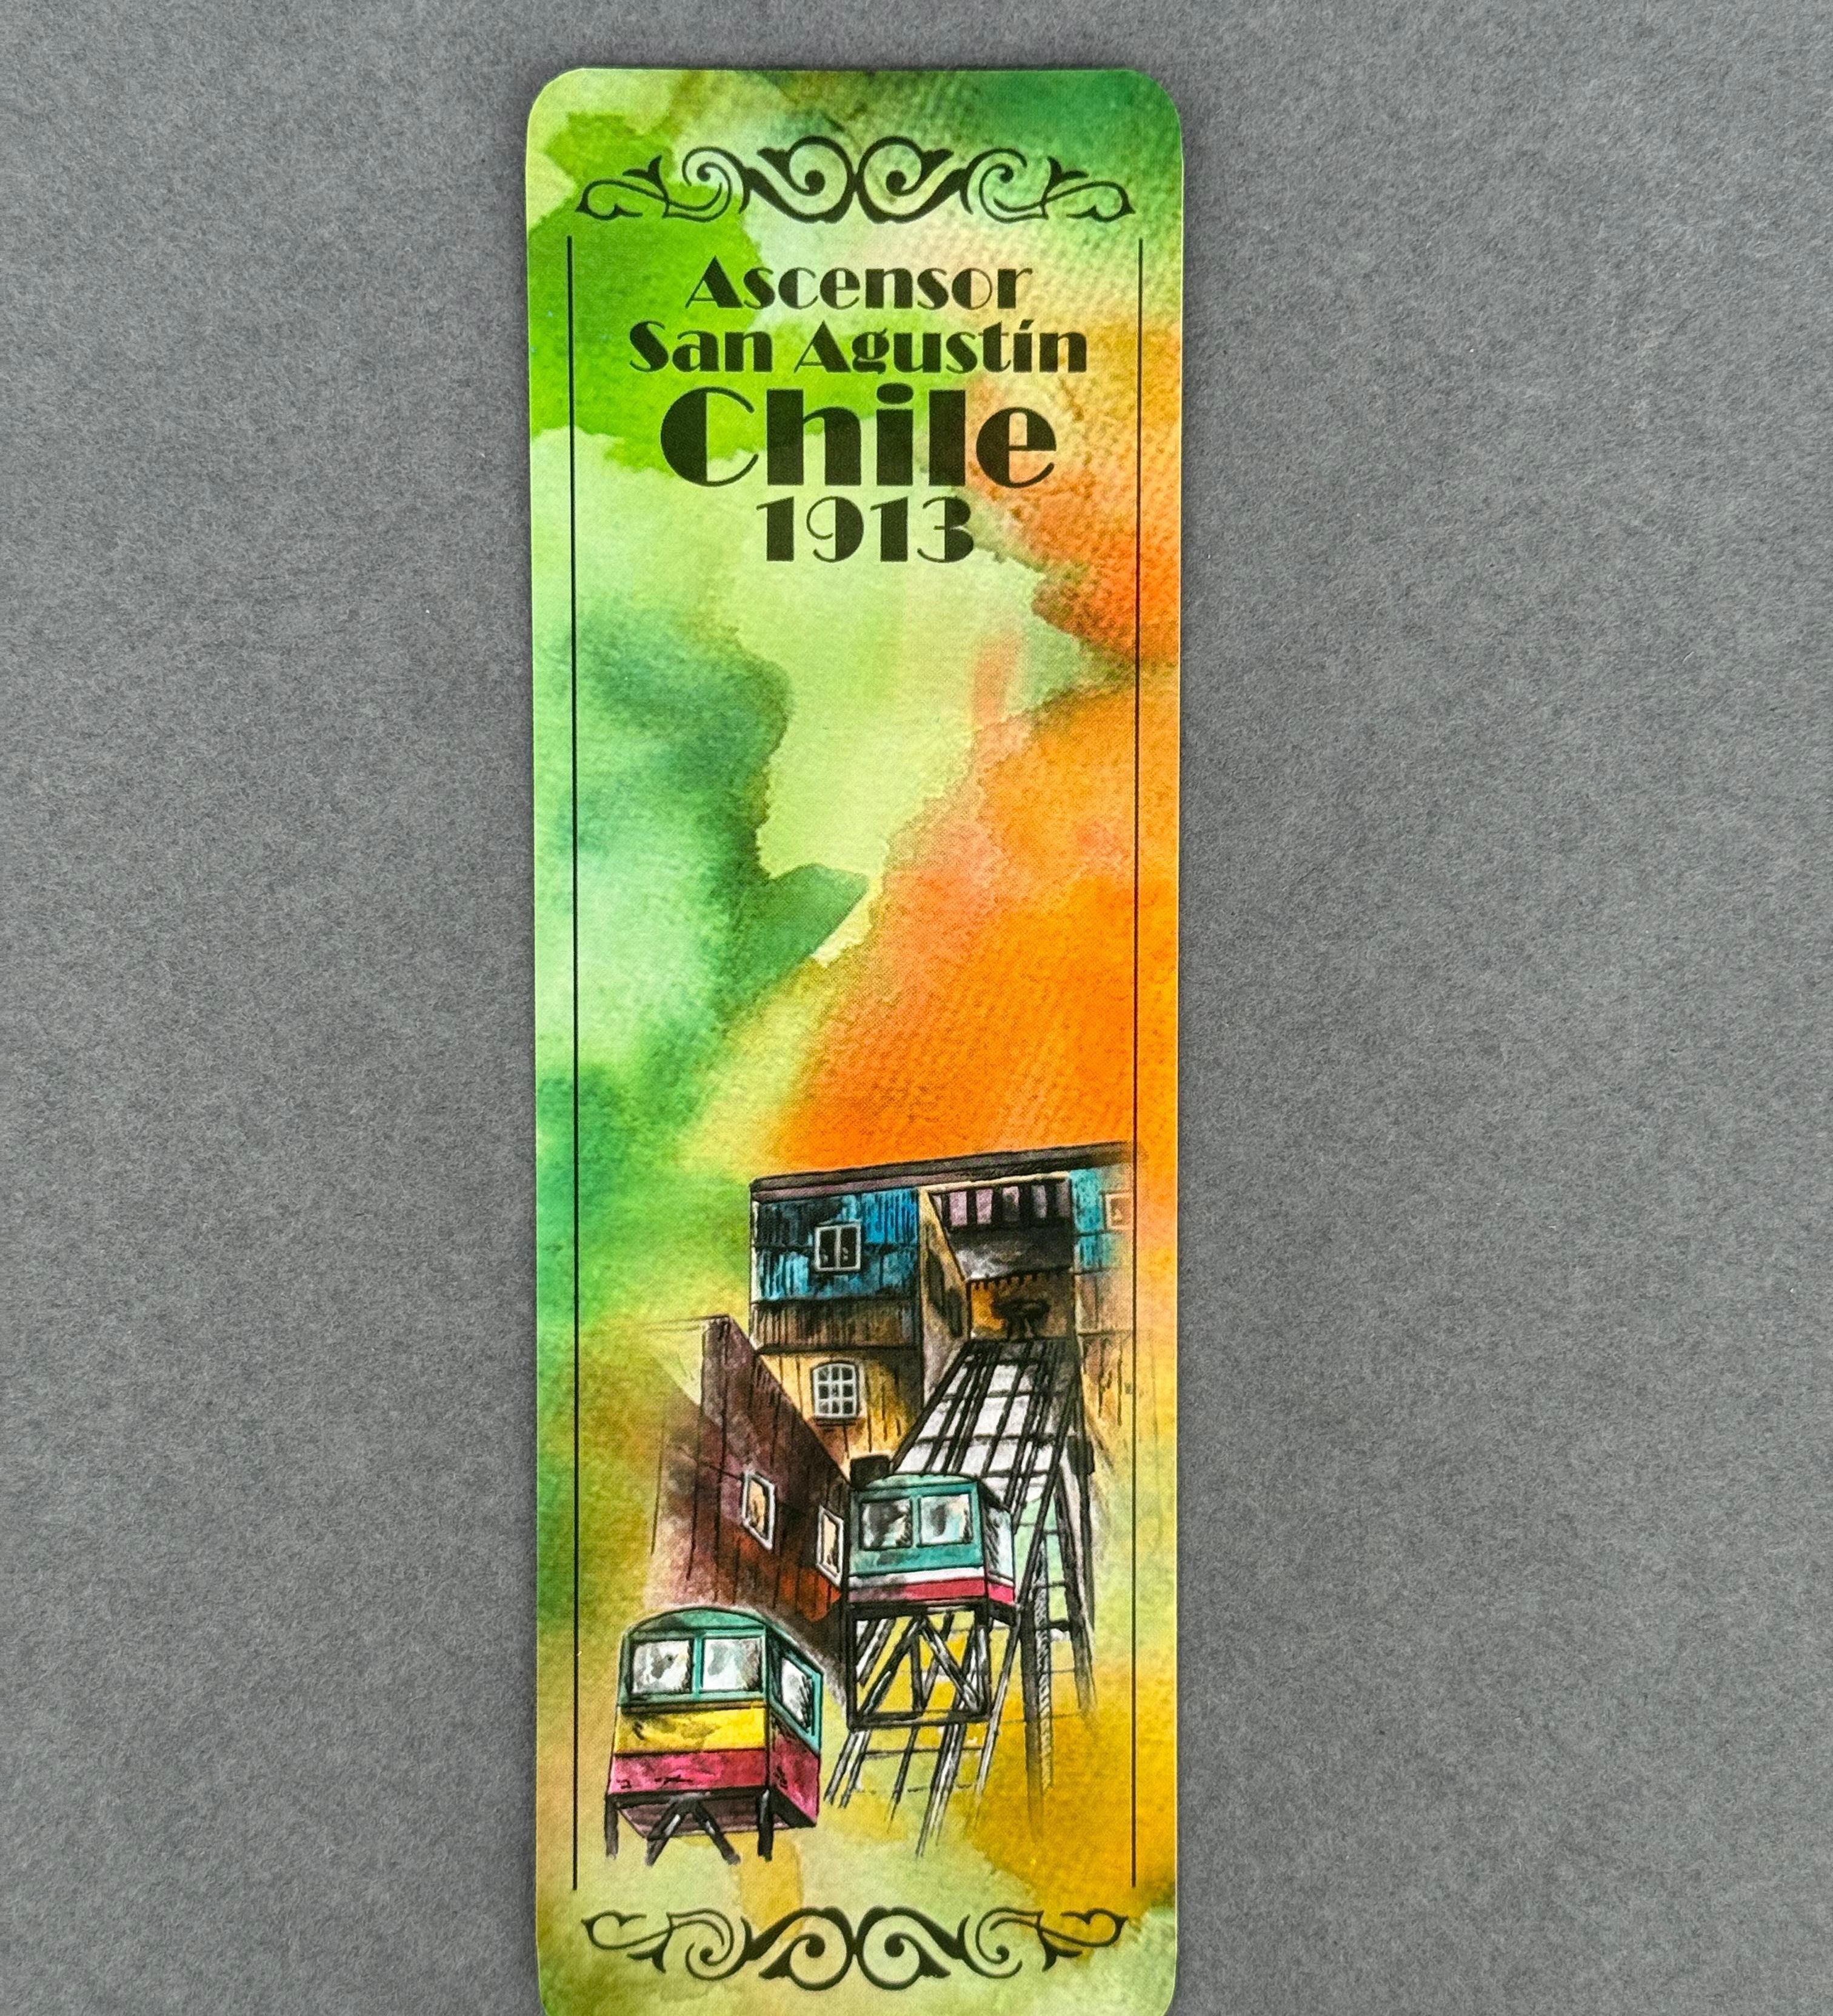 Ascensor
San Agustín
Chile
1913